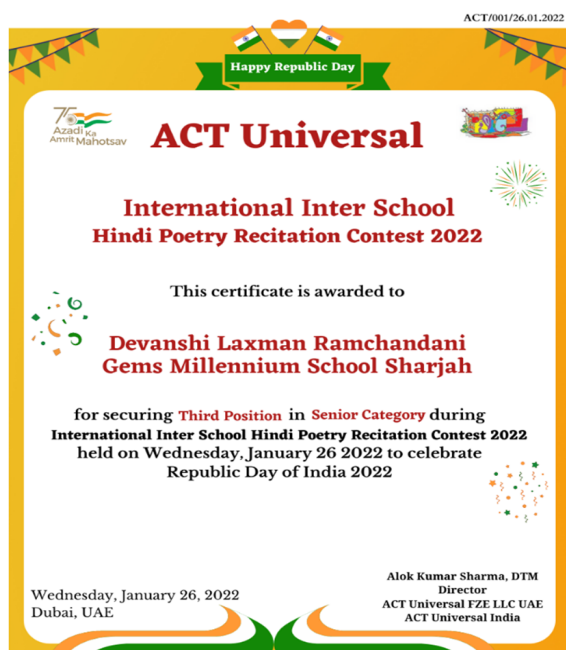 ACT/001/26.01.2022
Happy Republic Day
75
Azadi Ka
Amrit Mahotsav
ACT Universal
International Inter School
Hindi Poetry Recitation Contest 2022
This certificate is awarded to
Devanshi Laxman Ramchandani
Gems Millennium School Sharjah
for securing Third Position in Senior Category during
International Inter School Hindi Poetry Recitation Contest 2022
held on Wednesday, January 26 2022 to celebrate
Republic Day of India 2022
Wednesday, January 26, 2022
Dubai, UAE
Alok Kumar Sharma, DTM
Director
ACT Universal FZE LLC UAE
ACT Universal India